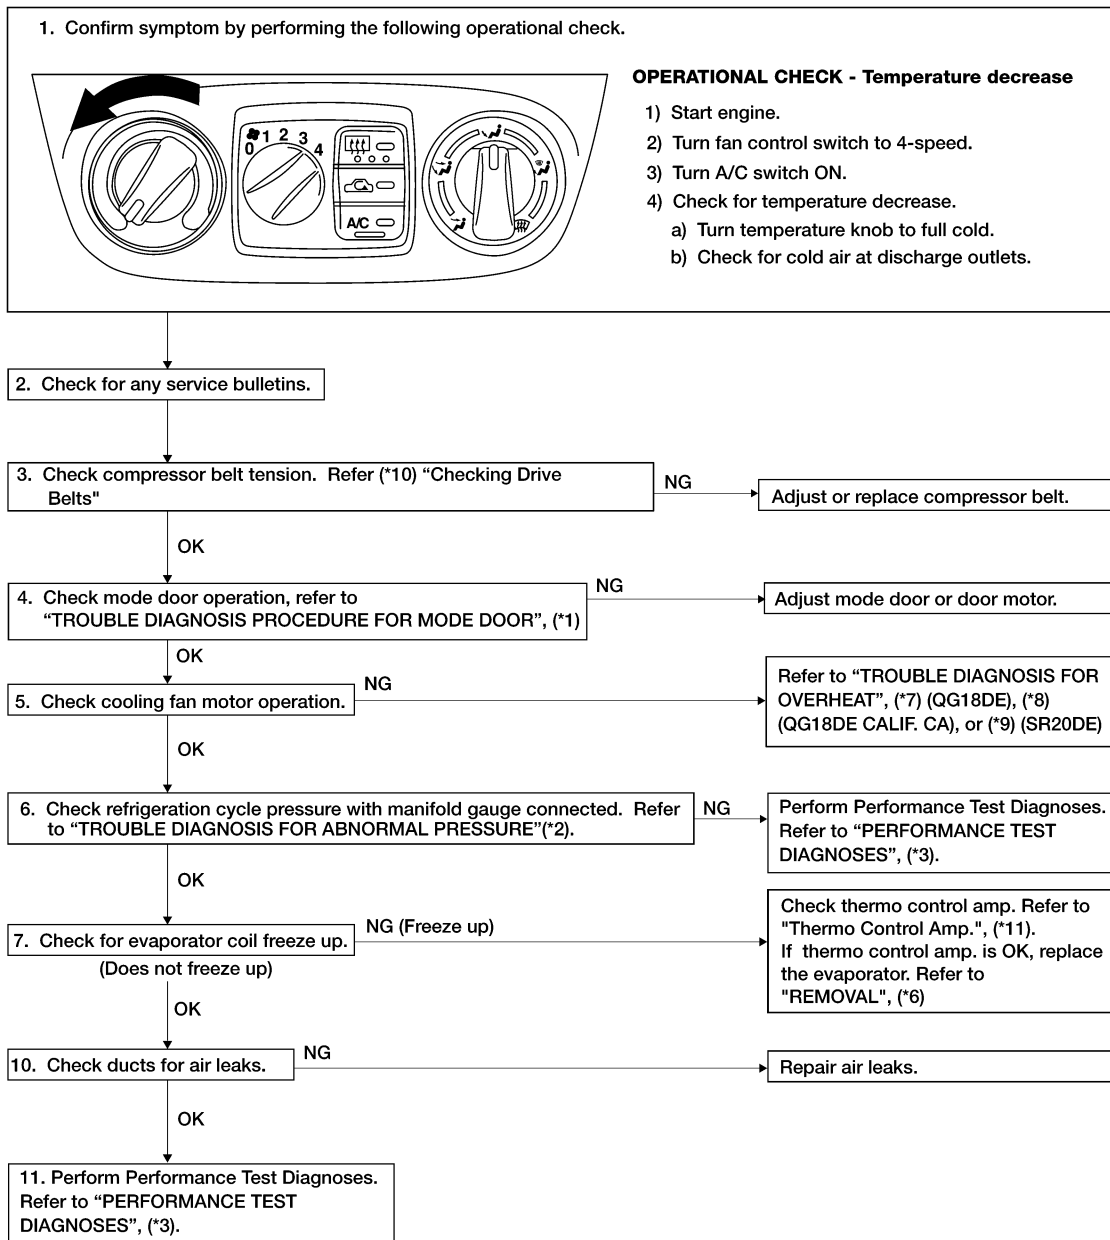 1. Confirm symptom by performing the following operational check.
0 1 2 3 4
A/C
OPERATIONAL CHECK - Temperature decrease
1) Start engine.
2) Turn fan control switch to 4-speed.
3) Turn A/C switch ON.
4) Check for temperature decrease.
a) Turn temperature knob to full cold.
b) Check for cold air at discharge outlets.
2. Check for any service bulletins.
3. Check compressor belt tension. Refer (*10) “Checking Drive
Belts"
NG
Adjust or replace compressor belt.
OK
4. Check mode door operation, refer to
“TROUBLE DIAGNOSIS PROCEDURE FOR MODE DOOR”, (*1)
NG
Adjust mode door or door motor.
OK
5. Check cooling fan motor operation.
NG
Refer to “TROUBLE DIAGNOSIS FOR
OVERHEAT”, (*7) (QG18DE), (*8)
(QG18DE CALIF. CA), or (*9) (SR20DE)
OK
6. Check refrigeration cycle pressure with manifold gauge connected. Refer
to “TROUBLE DIAGNOSIS FOR ABNORMAL PRESSURE”(*2).
NG
Perform Performance Test Diagnoses.
Refer to “PERFORMANCE TEST
DIAGNOSES”, (*3).
OK
7. Check for evaporator coil freeze up.
(Does not freeze up)
NG (Freeze up)
Check thermo control amp. Refer to
"Thermo Control Amp.", (*11).
If thermo control amp. is OK, replace
the evaporator. Refer to
"REMOVAL", (*6)
OK
10. Check ducts for air leaks.
NG
Repair air leaks.
OK
11. Perform Performance Test Diagnoses.
Refer to “PERFORMANCE TEST
DIAGNOSES”, (*3).